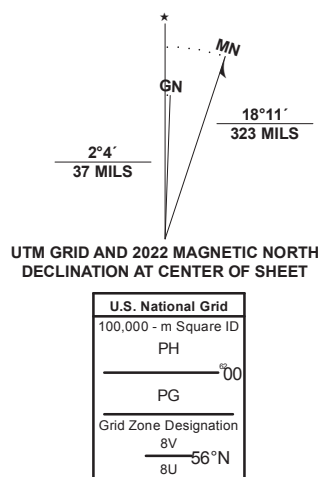 ★
MN
GN
18°11´
323 MILS
2°4´
37 MILS
UTM GRID AND 2022 MAGNETIC NORTH
DECLINATION AT CENTER OF SHEET
U.S. National Grid
100,000 - m Square ID
PH
6200
PG
Grid Zone Designation
8V
56°N
8U